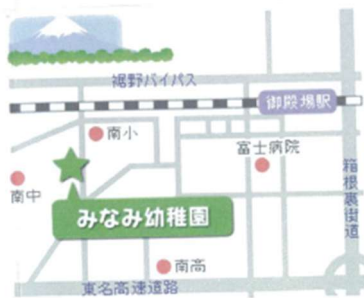 裾野バイパス
御殿場駅
南小
富士病院
箱根裏街道
南中
みなみ幼稚園
南高
東名高速道路